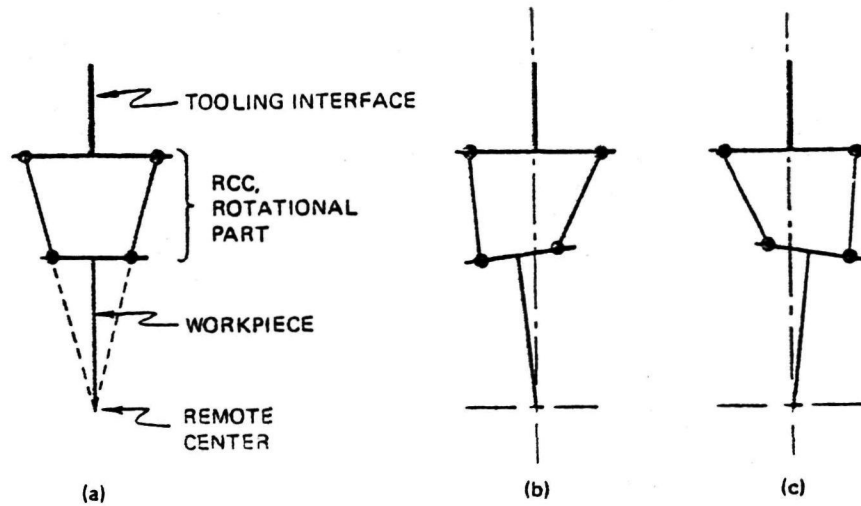 TOOLING INTERFACE
RCC,
ROTATIONAL
PART
WORKPIECE
REMOTE
CENTER
(a)
(b)
(c)